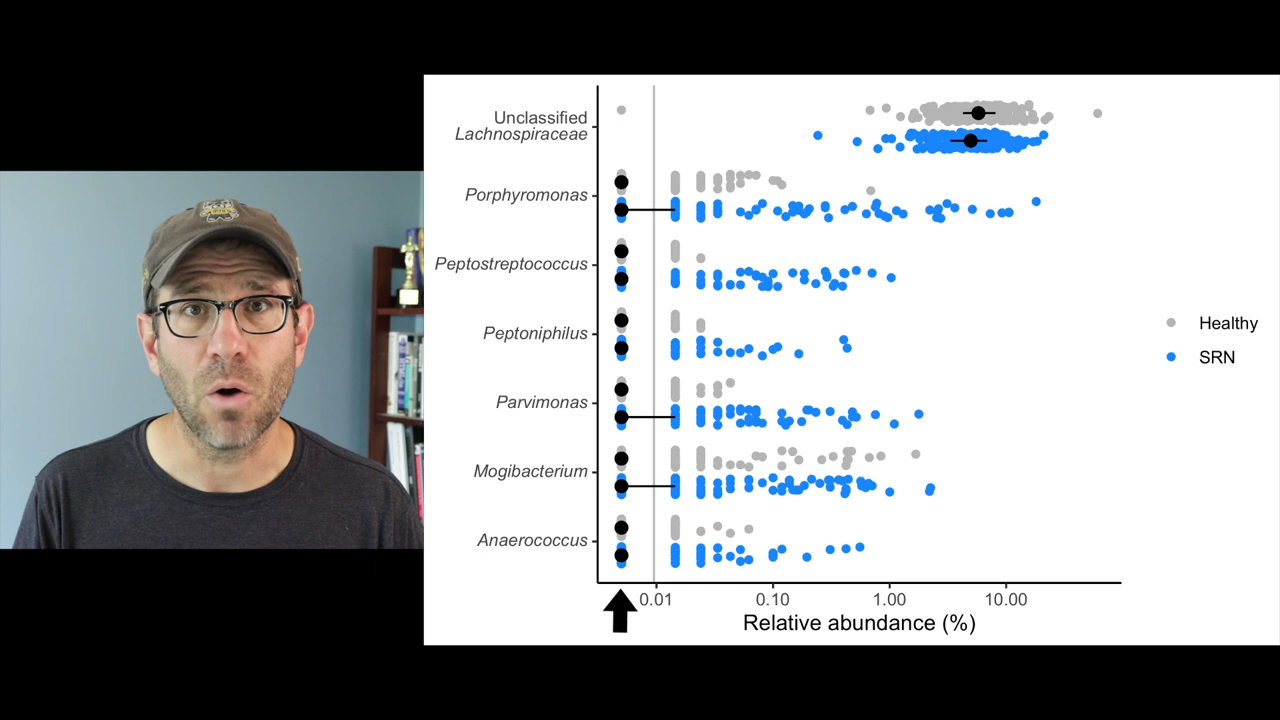 Unclassified
Lachnospiraceae
Porphyromonas
Peptostreptococcus
Peptoniphilus
Parvimonas
Mogibacterium
Anaerococcus
0.01 0.10 1.00 10.00
Relative abundance (%)
Healthy
SRN